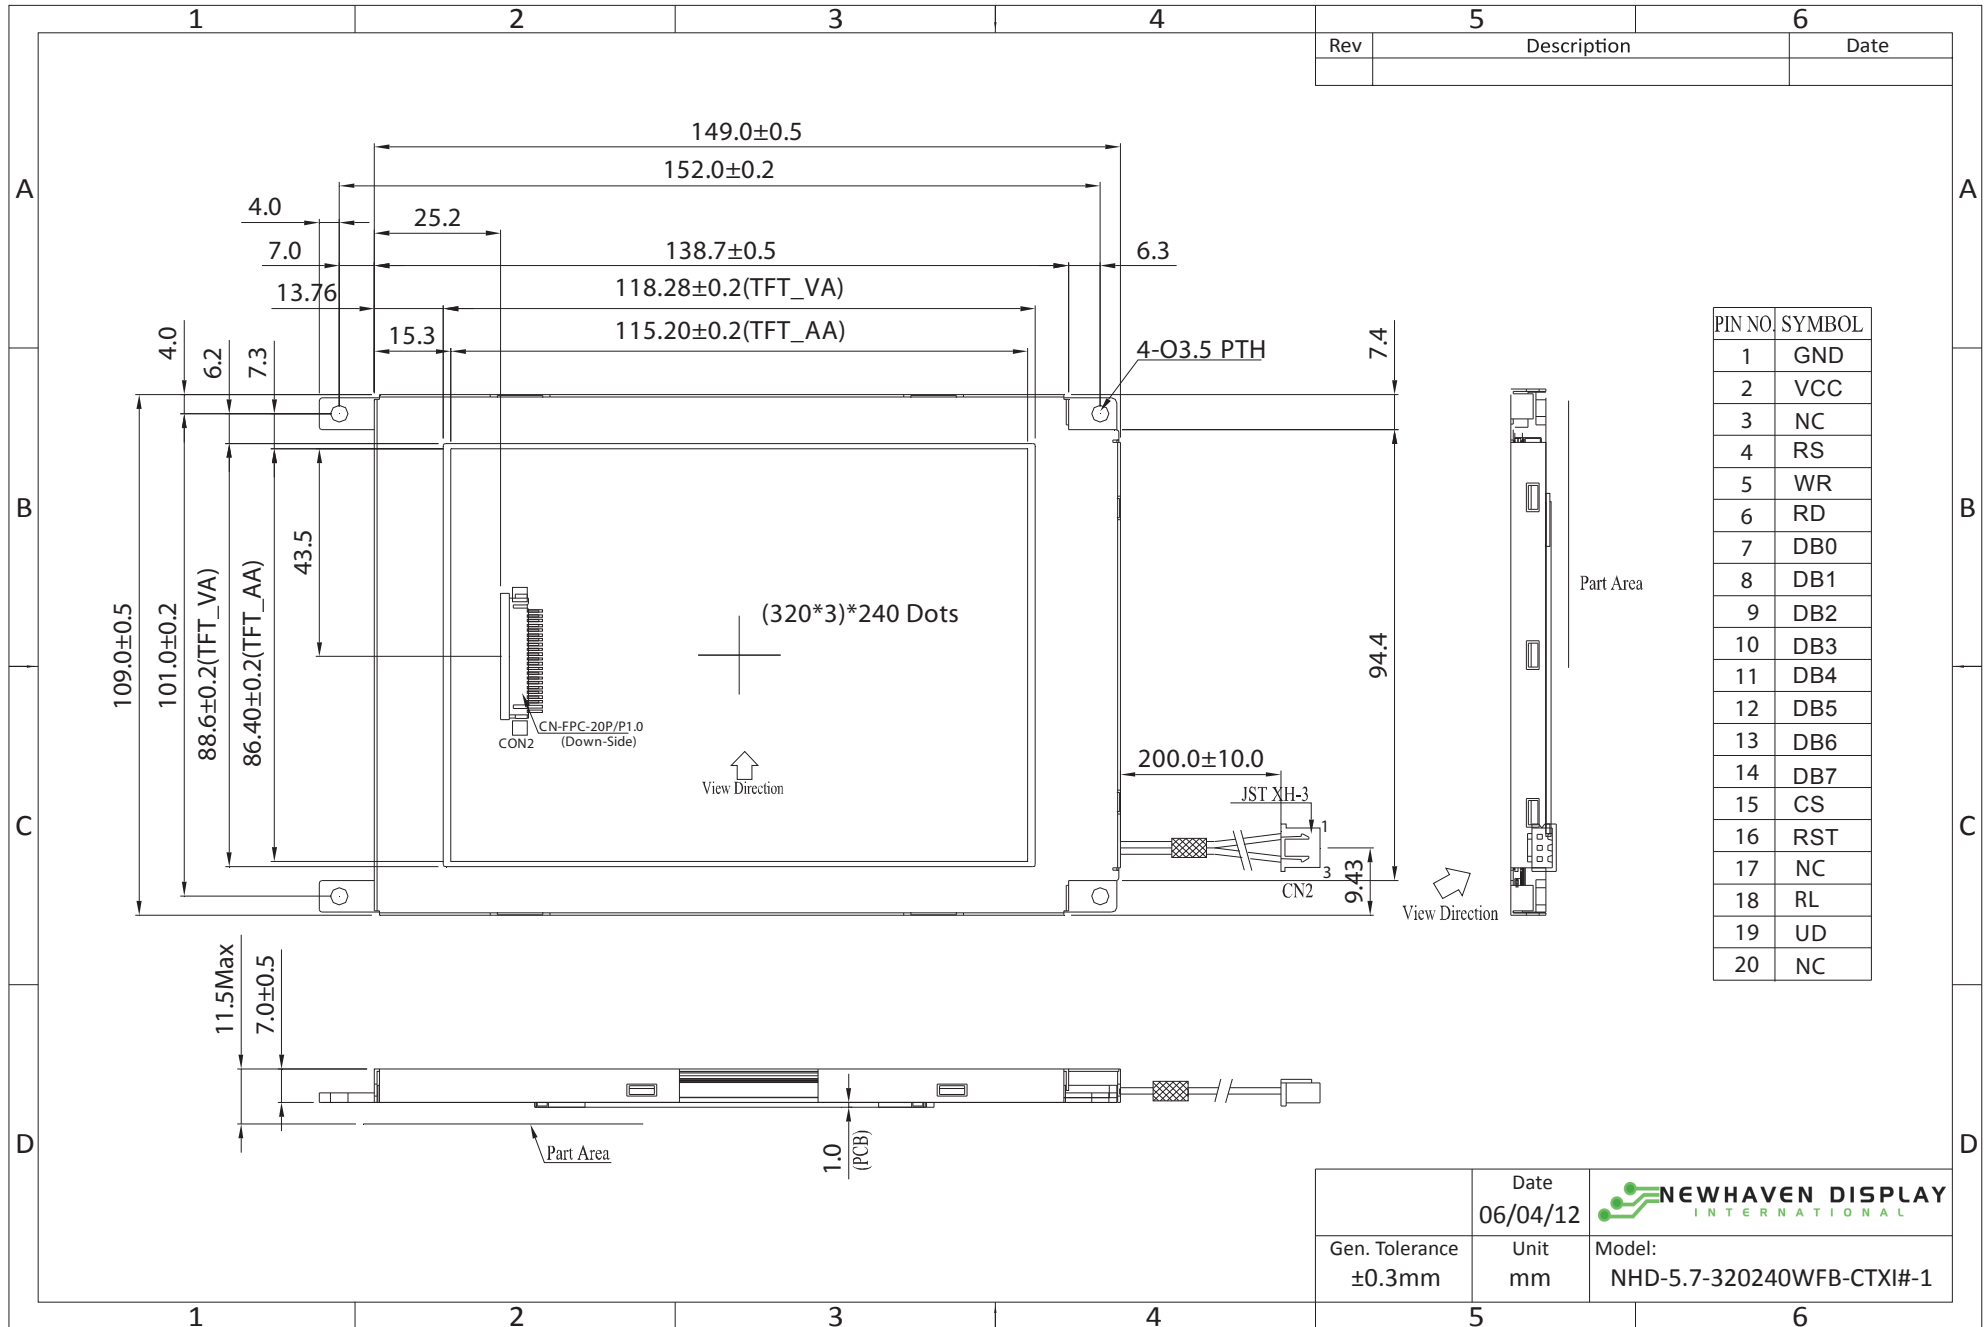 1 2 3 4 5 6
Rev Description Date
A A
B B
C C
D D
149.0±0.5
152.0±0.2
4.0
25.2
7.0
138.7±0.5
6.3
13.76
118.28±0.2(TFT_VA)
15.3
115.20±0.2(TFT_AA)
4.0
6.2
7.3
4-O3.5 PTH
7.4
109.0±0.5
101.0±0.2
88.6±0.2(TFT_VA)
86.40±0.2(TFT_AA)
43.5
(320*3)*240 Dots
CN-FPC-20P/P1.0
(Down-Side)
CON2
View Direction
94.4
200.0±10.0
JST XH-3
1
3
CN2
9.43
View Direction
Part Area
PIN NO. SYMBOL
1 GND
2 VCC
3 NC
4 RS
5 WR
6 RD
7 DB0
8 DB1
9 DB2
10 DB3
11 DB4
12 DB5
13 DB6
14 DB7
15 CS
16 RST
17 NC
18 RL
19 UD
20 NC
11.5Max
7.0±0.5
Part Area
1.0
(PCB)
Date
06/04/12
NEWHAVEN DISPLAY
INTERNATIONAL
Gen. Tolerance
±0.3mm
Unit
mm
Model:
NHD-5.7-320240WFB-CTXI#-1
1 2 3 4 5 6